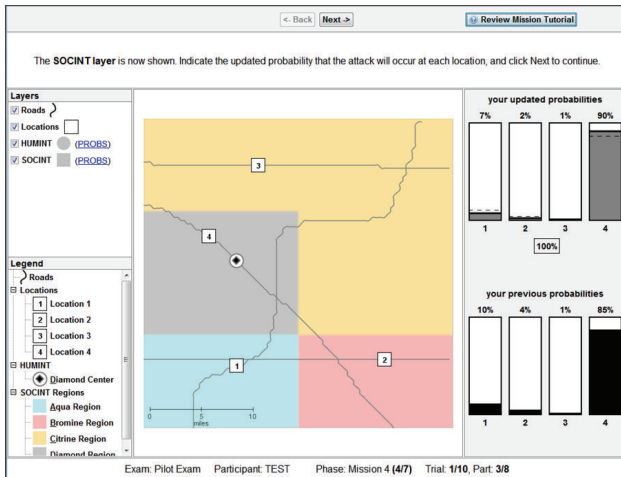 <- Back Next -> Review Mission Tutorial
The SOCINT layer is now shown. Indicate the updated probability that the attack will occur at each location, and click Next to continue.
Layers
Roads
Locations
HUMINT (PROBS)
SOCINT (PROBS)
Legend
Roads
Locations
1 Location 1
2 Location 2
3 Location 3
4 Location 4
HUMINT
Diamond Center
SOCINT Regions
Aqua Region
Bromine Region
Citrine Region
Diamond Region
3
4
1
2
0 5 10
miles
your updated probabilities
7% 2% 1% 90%
1 2 3 4
100%
your previous probabilities
10% 4% 1% 85%
1 2 3 4
Exam: Pilot Exam Participant: TEST Phase: Mission 4 (4/7) Trial: 1/10, Part: 3/8